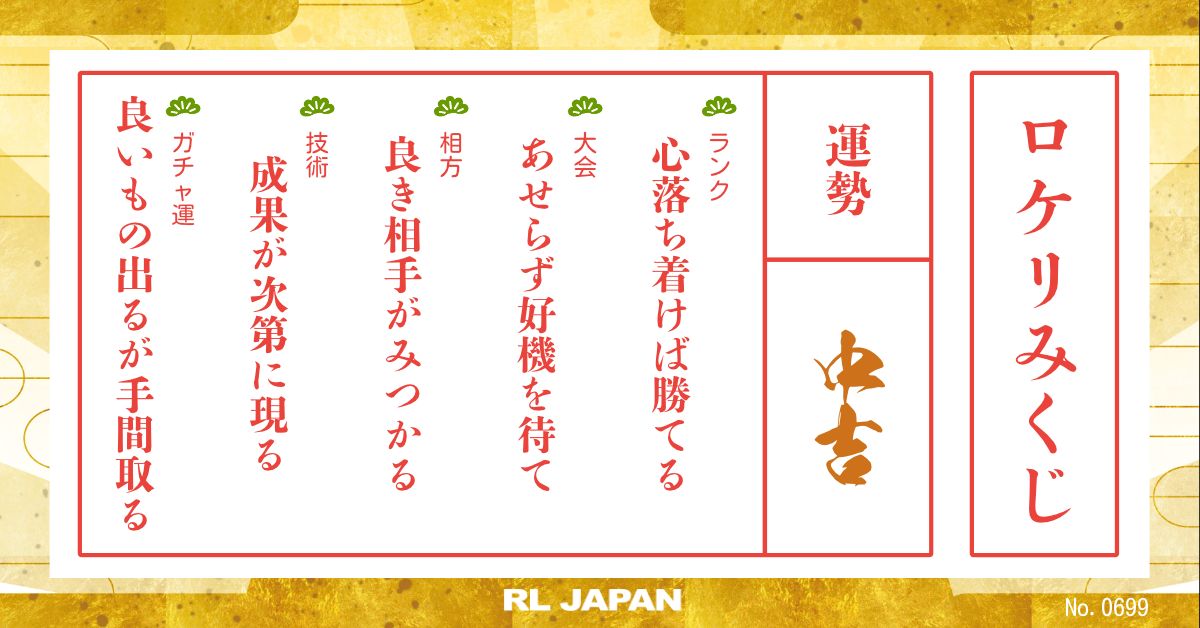 ロケリみくじ
運勢
中吉
ランク
心落ち着けば勝てる
大会
あせらず好機を待て
相方
良き相手がみつかる
技術
成果が次第に現る
ガチャ運
良いもの出るが手間取る
RL JAPAN
No. 0699